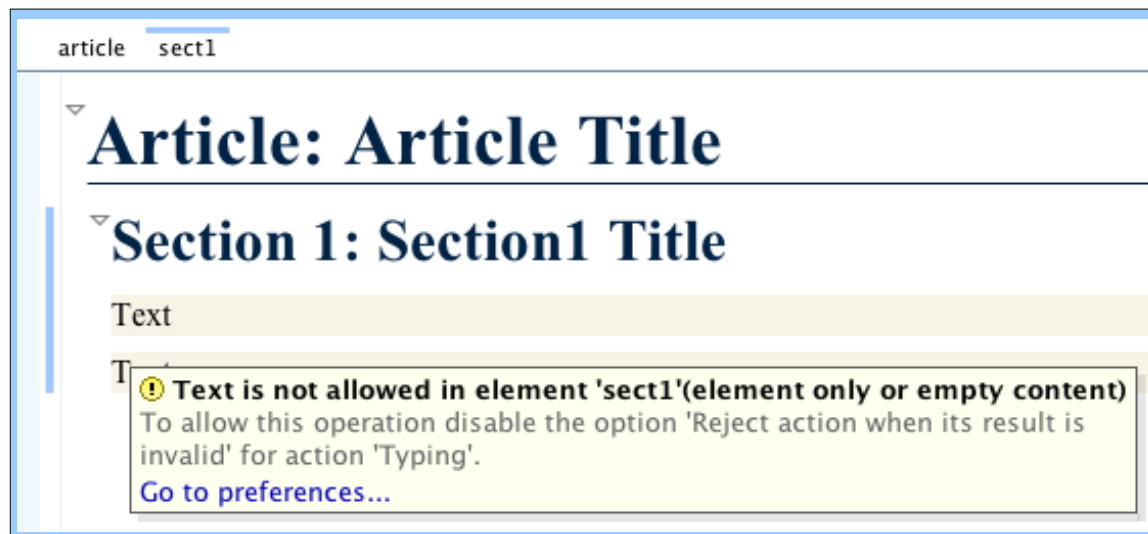 article sect1
Article: Article Title
Section 1: Section1 Title
Text
Text is not allowed in element 'sect1'(element only or empty content)
To allow this operation disable the option 'Reject action when its result is
invalid' for action 'Typing'.
Go to preferences...